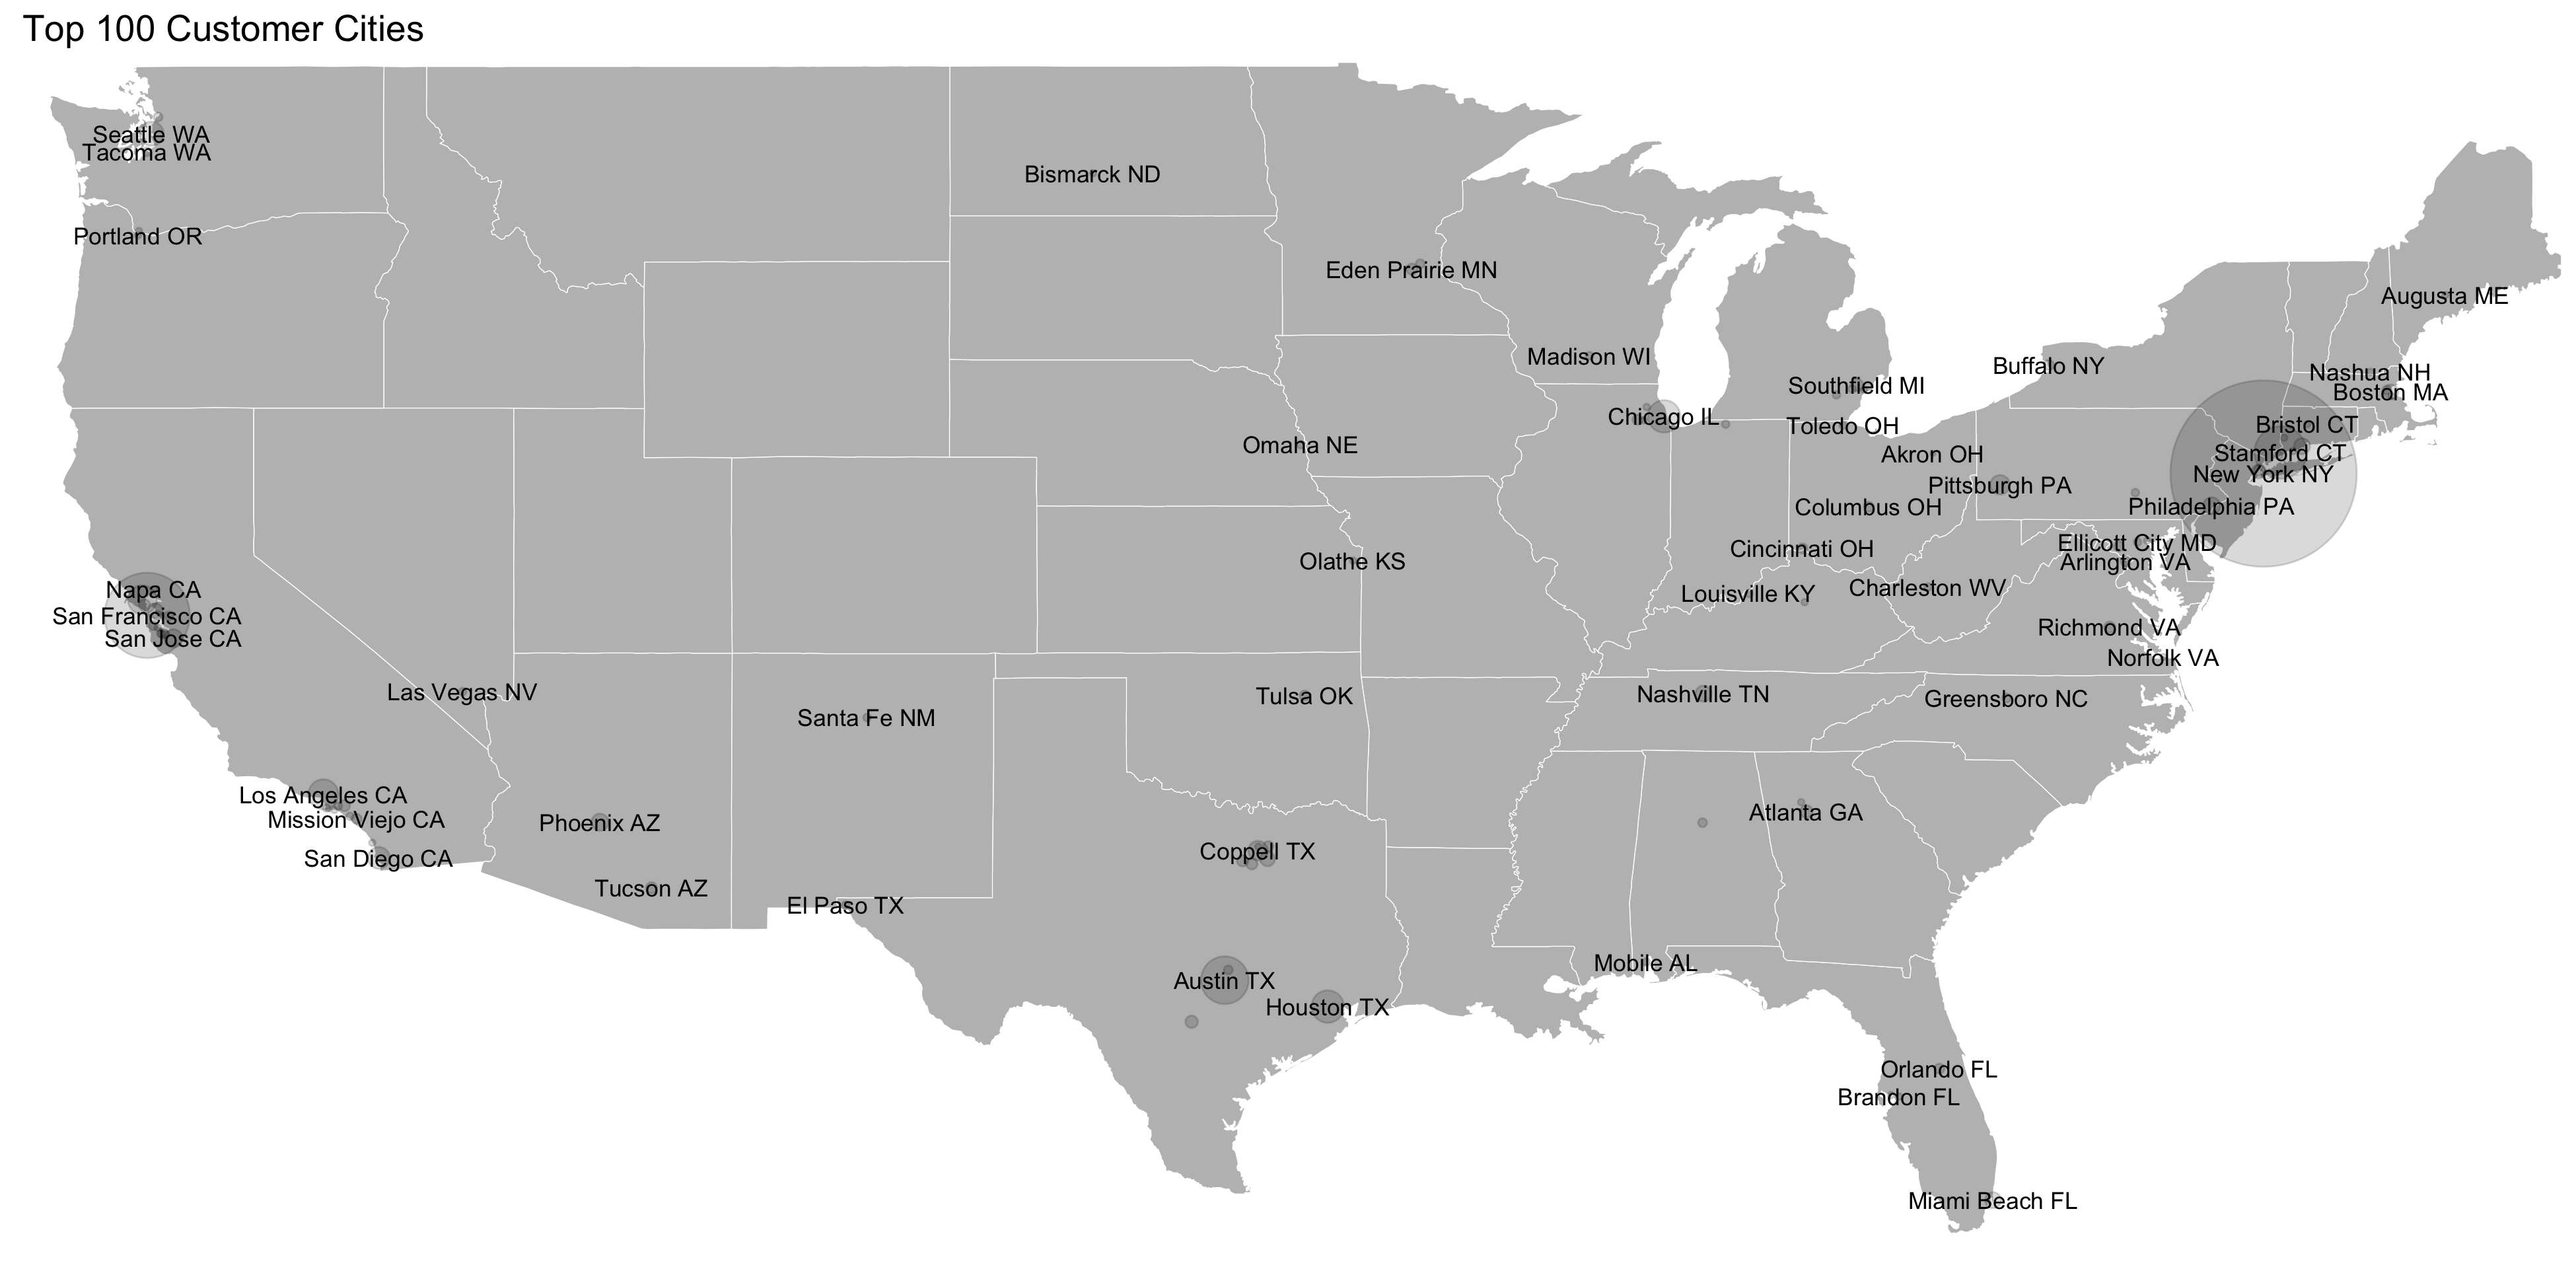 Top 100 Customer Cities
Seattle WA
Tacoma WA
Bismarck ND
Portland OR
Eden Prairie MN
Augusta ME
Madison WI
Buffalo NY
Nashua NH
Southfield MI
Boston MA
Chicago IL
Toledo OH
Bristol CT
Omaha NE
Akron OH
Stamford CT
New York NY
Pittsburgh PA
Columbus OH
Philadelphia PA
Cincinnati OH
Ellicott City MD
Olathe KS
Arlington VA
Napa CA
Louisville KY
Charleston WV
San Francisco CA
San Jose CA
Richmond VA
Norfolk VA
Las Vegas NV
Tulsa OK
Nashville TN
Greensboro NC
Santa Fe NM
Los Angeles CA
Mission Viejo CA
Phoenix AZ
Atlanta GA
San Diego CA
Coppell TX
Tucson AZ
El Paso TX
Mobile AL
Austin TX
Houston TX
Orlando FL
Brandon FL
Miami Beach FL